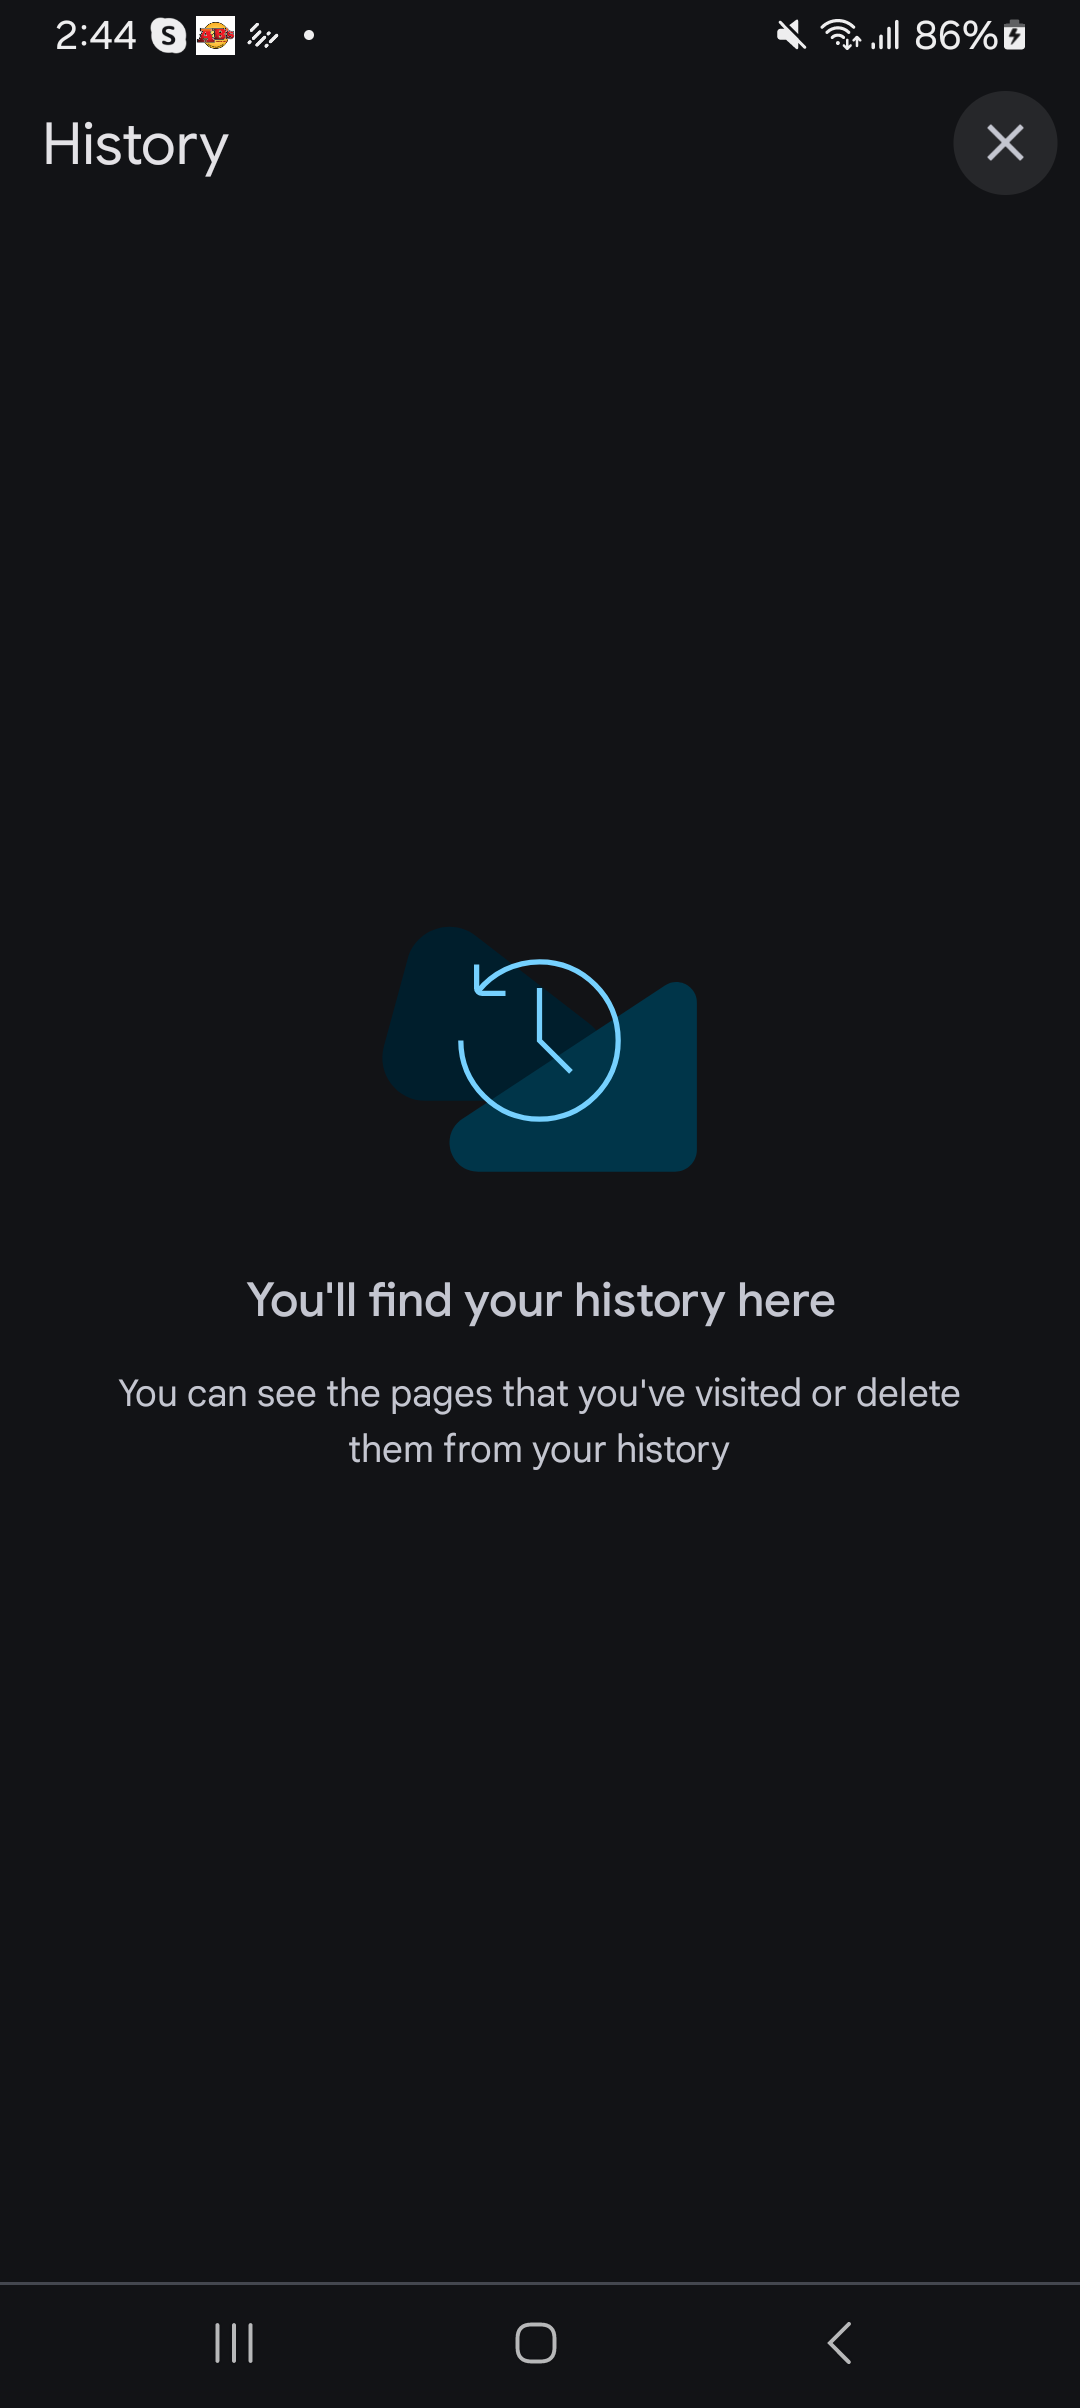 2:44 S AB's 86%
History
You'll find your history here
You can see the pages that you've visited or delete
them from your history